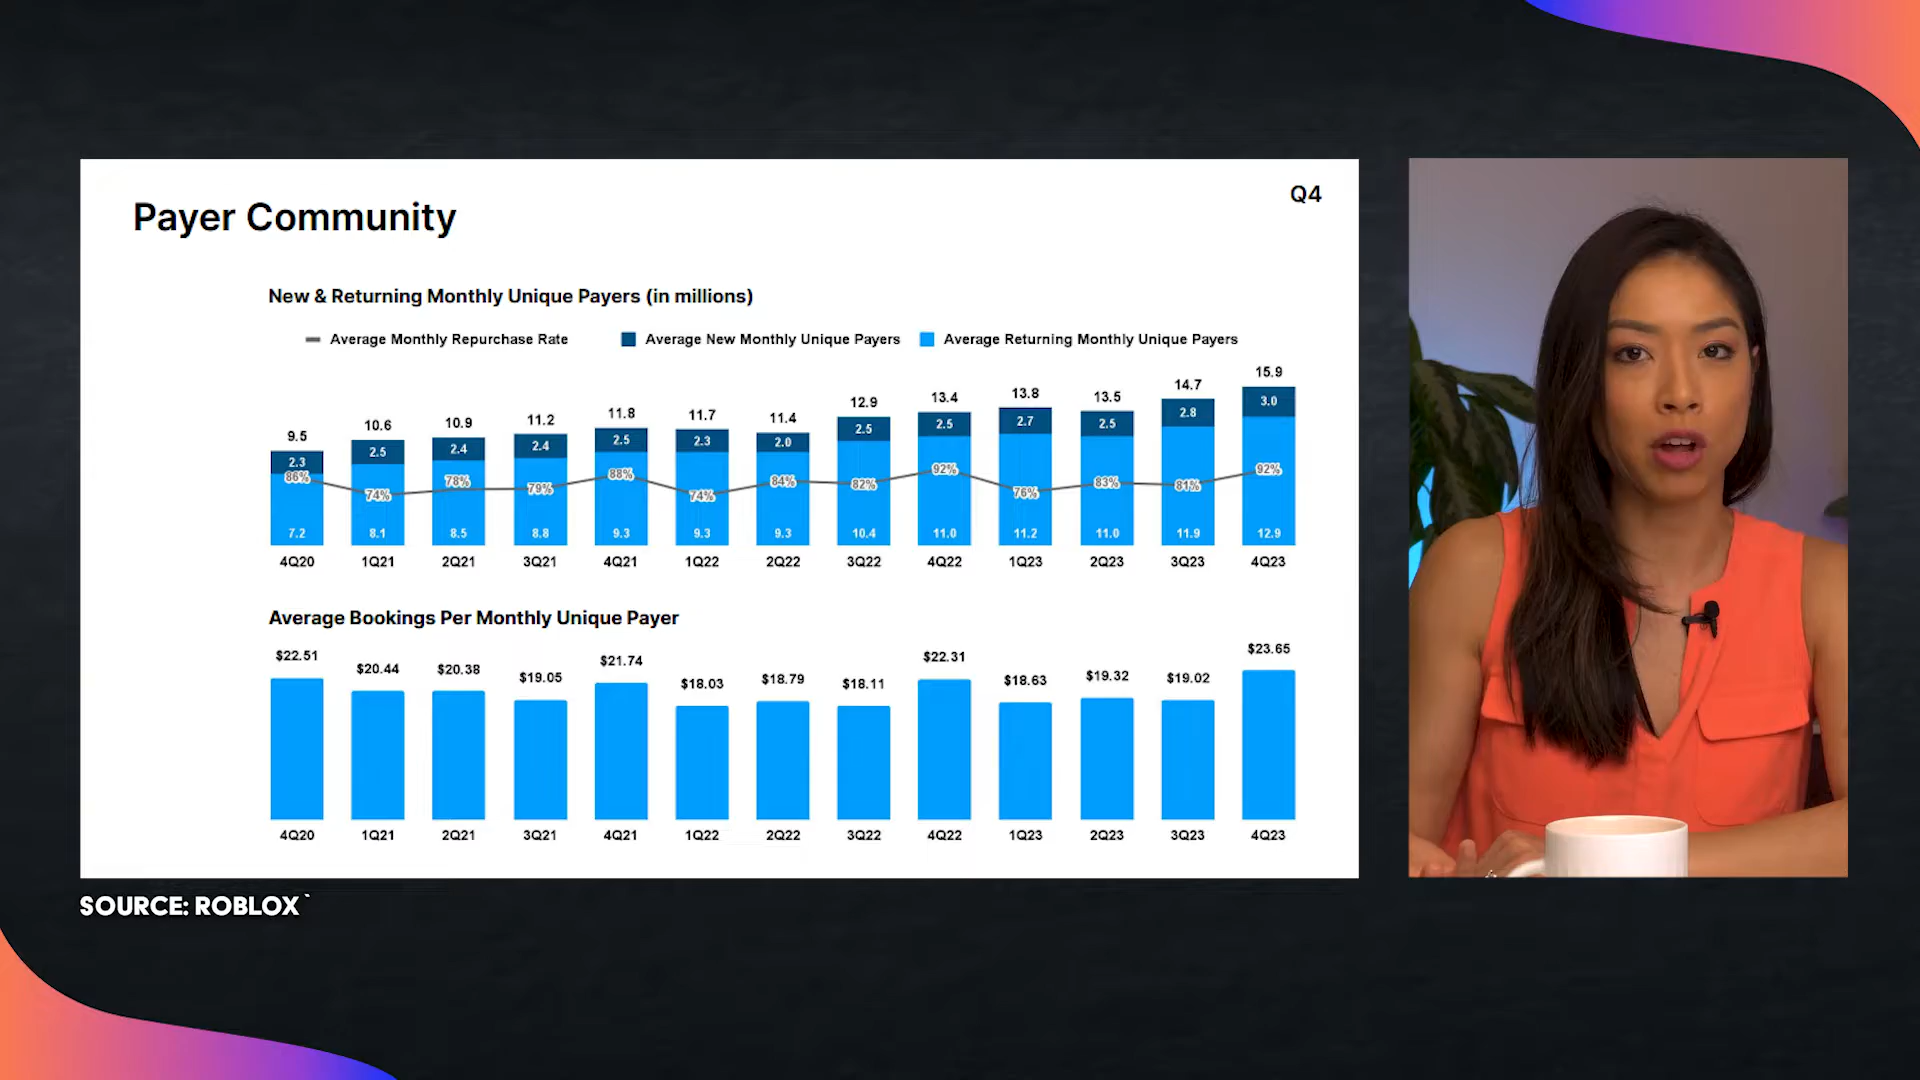 Q4
Payer Community
New & Returning Monthly Unique Payers (in millions)
Average Monthly Repurchase Rate Average New Monthly Unique Payers Average Returning Monthly Unique Payers
9.5 10.6 10.9 11.2 11.8 11.7 11.4 12.9 13.4 13.8 13.5 14.7 15.9
2.3 2.5 2.4 2.4 2.5 2.3 2.0 2.5 2.5 2.7 2.5 2.8 3.0
86% 74% 78% 79% 88% 74% 84% 82% 92% 76% 83% 81% 92%
7.2 8.1 8.5 8.8 9.3 9.3 9.3 10.4 11.0 11.2 11.0 11.9 12.9
4Q20 1Q21 2Q21 3Q21 4Q21 1Q22 2Q22 3Q22 4Q22 1Q23 2Q23 3Q23 4Q23
Average Bookings Per Monthly Unique Payer
$22.51 $20.44 $20.38 $19.05 $21.74 $18.03 $18.79 $18.11 $22.31 $18.63 $19.32 $19.02 $23.65
4Q20 1Q21 2Q21 3Q21 4Q21 1Q22 2Q22 3Q22 4Q22 1Q23 2Q23 3Q23 4Q23
SOURCE: ROBLOX`